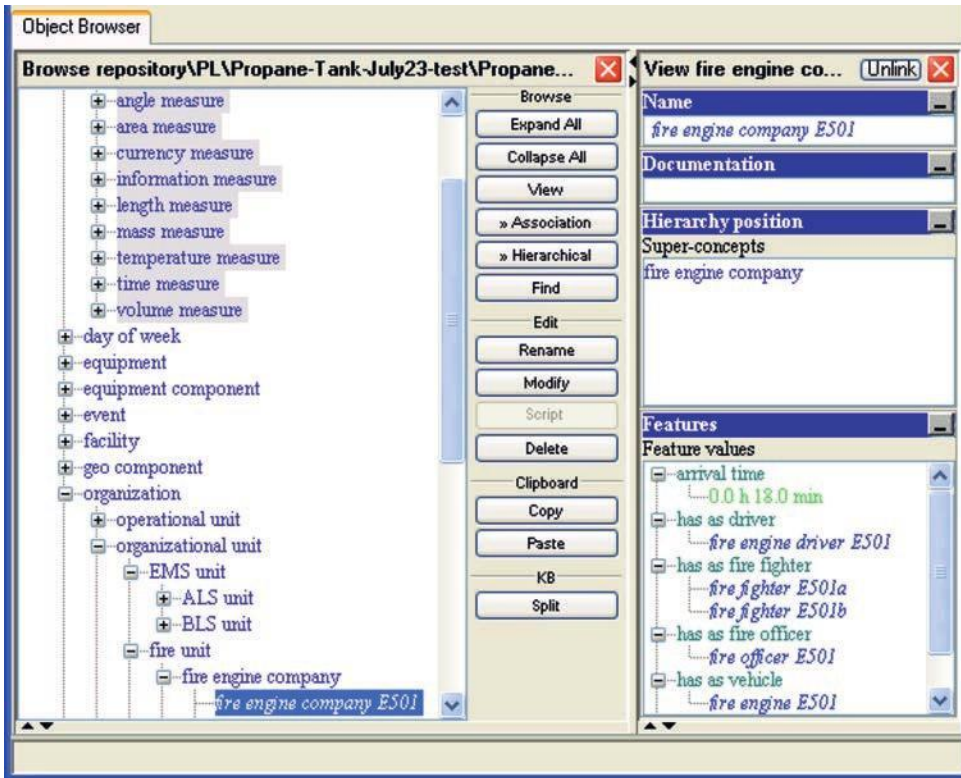 Object Browser
Browse repository\PL\Propane-Tank-July23-test\Propane...
angle measure
area measure
currency measure
information measure
length measure
mass measure
temperature measure
time measure
volume measure
day of week
equipment
equipment component
event
facility
geo component
organization
operational unit
organizational unit
EMS unit
ALS unit
BLS unit
fire unit
fire engine company
fire engine company E501
Browse
Expand All
Collapse All
View
» Association
» Hierarchical
Find
Edit
Rename
Modify
Script
Delete
Clipboard
Copy
Paste
KB
Split
View fire engine co... Unlink
Name
fire engine company E501
Documentation
Hierarchy position
Super-concepts
fire engine company
Features
Feature values
arrival time
0.0 h 18.0 min
has as driver
fire engine driver E501
has as fire fighter
fire fighter E501a
fire fighter E501b
has as fire officer
fire officer E501
has as vehicle
fire engine E501